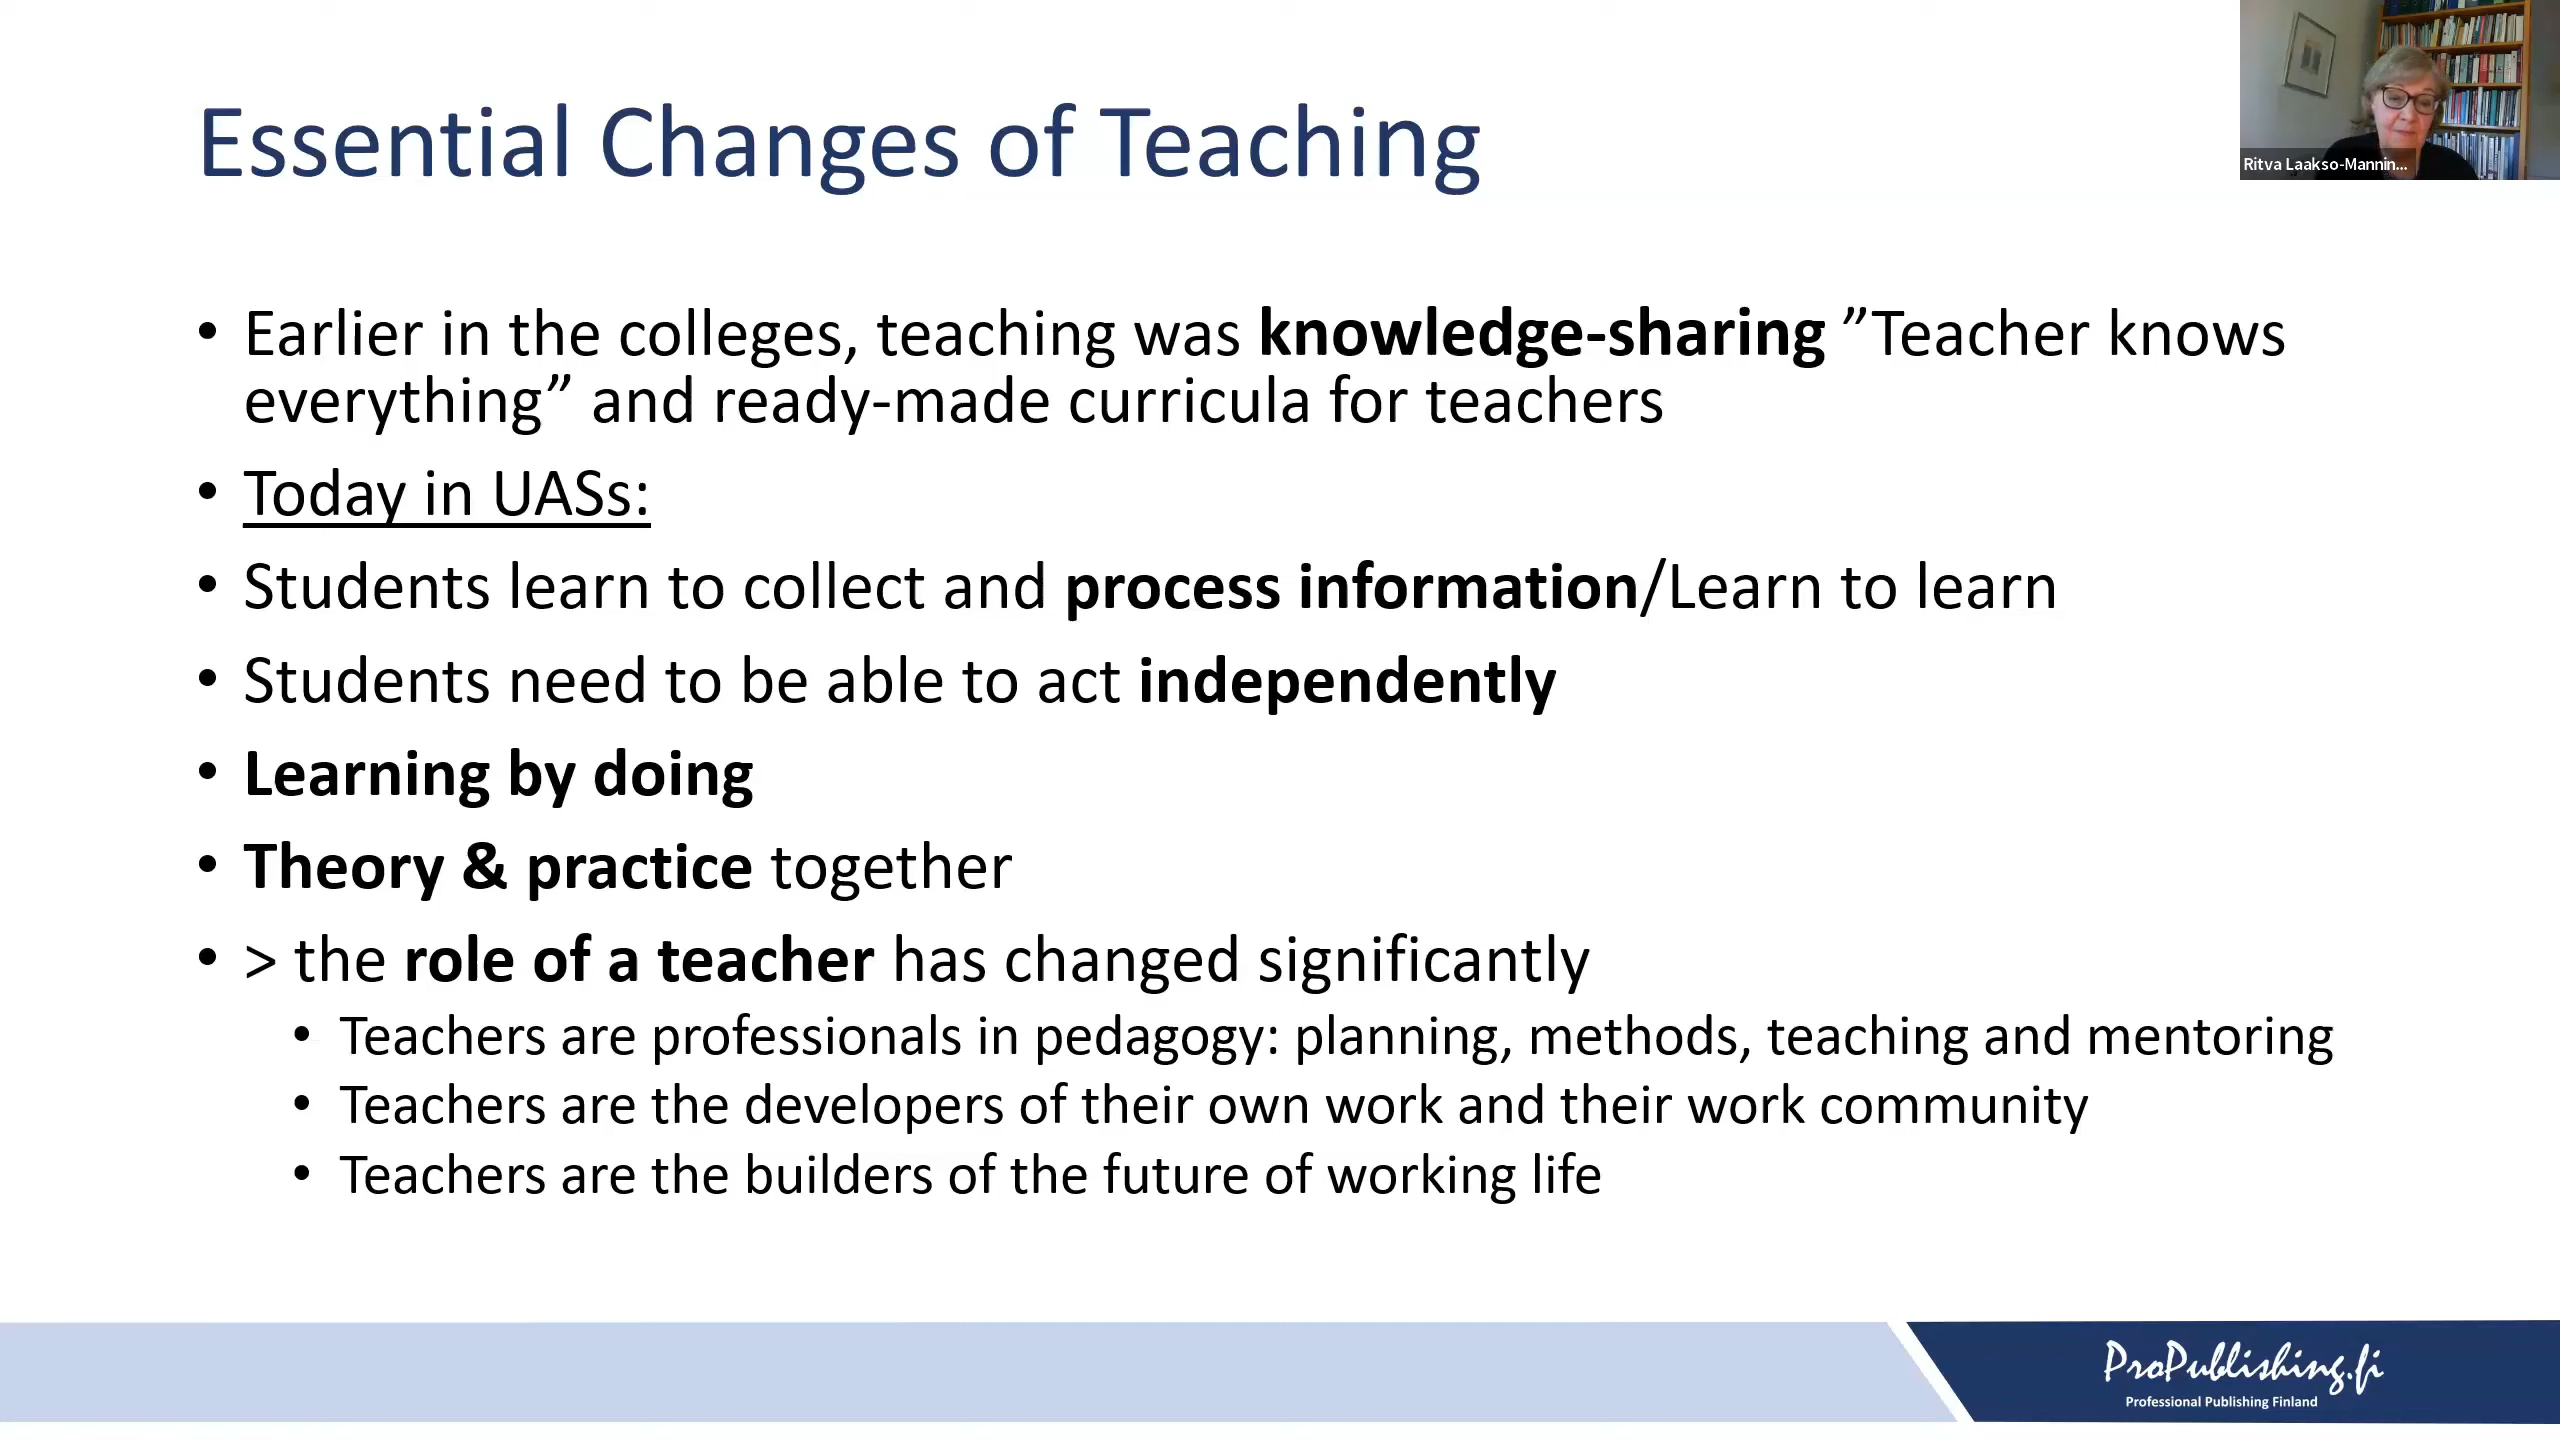 Essential Changes of Teaching
Ritva Laakso-Mannin...
• Earlier in the colleges, teaching was knowledge-sharing ”Teacher knows
everything” and ready-made curricula for teachers
• Today in UASs:
• Students learn to collect and process information/Learn to learn
• Students need to be able to act independently
• Learning by doing
• Theory & practice together
• > the role of a teacher has changed significantly
• Teachers are professionals in pedagogy: planning, methods, teaching and mentoring
• Teachers are the developers of their own work and their work community
• Teachers are the builders of the future of working life
ProPublishing.fi
Professional Publishing Finland